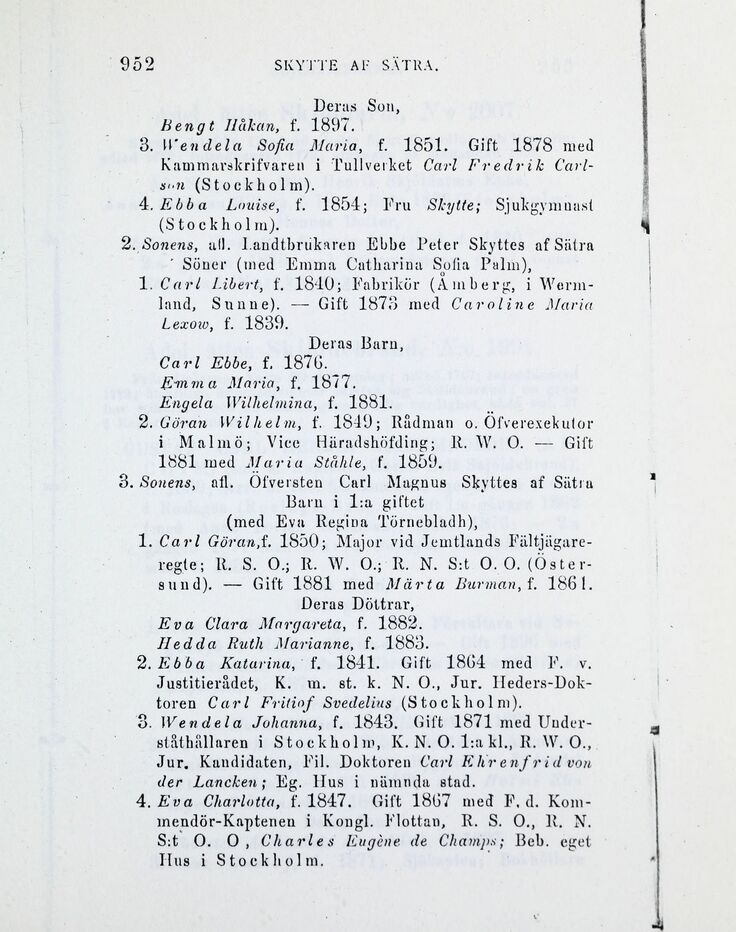 952
SKYTTE AF SÄTRA.
Deras Son,
Bengt Håkan, f. 1897.
3. Wendela Sofia Maria, f. 1851. Gift 1878 med
Kammarskrifvaren i Tullverket Carl Fredrik Carl-
son (Stockholm).
4. Ebba Louise, f. 1854; Fru Skytte; Sjukgymnast
(Stockholm).
2. Sonens, afl. Landtbrukaren Ebbe Peter Skyttes af Sätra
Söner (med Emma Catharina Sofia Palm),
1. Carl Libert, f. 1840; Fabrikör (Åmberg, i Werm-
land, Sunne). — Gift 1873 med Caroline Maria
Lexow, f. 1839.
Deras Barn,
Carl Ebbe, f. 1876.
Emma Maria, f. 1877.
Engela Wilhelmina, f. 1881.
2. Göran Wilhelm, f. 1849; Rådman o. Öfverexekutor
i Malmö; Vice Häradshöfding; R. W. O. — Gift
1881 med Maria Ståhle, f. 1859.
3. Sonens, afl. Öfversten Carl Magnus Skyttes af Sätra
Barn i 1:a giftet
(med Eva Regina Törnebladh),
1. Carl Göran, f. 1850; Major vid Jemtlands Fältjägare-
regte; R. S. O.; R. W. O.; R. N. S:t O. O. (Öster-
sund). — Gift 1881 med Märta Burman, f. 1861.
Deras Döttrar,
Eva Clara Margareta, f. 1882.
Hedda Ruth Marianne, f. 1883.
2. Ebba Katarina, f. 1841. Gift 1864 med F. v.
Justitierådet, K. m. st. k. N. O., Jur. Heders-Dok-
toren Carl Fritiof Svedelius (Stockholm).
3. Wendela Johanna, f. 1843. Gift 1871 med Under-
ståthållaren i Stockholm, K. N. O. 1:a kl., R. W. O.,
Jur. Kandidaten, Fil. Doktoren Carl Ehrenfrid von
der Lancken; Eg. Hus i nämnda stad.
4. Eva Charlotta, f. 1847. Gift 1867 med F. d. Kom-
mendör-Kaptenen i Kongl. Flottan, R. S. O., R. N.
S:t O. O, Charles Eugène de Champs; Beb. eget
Hus i Stockholm.